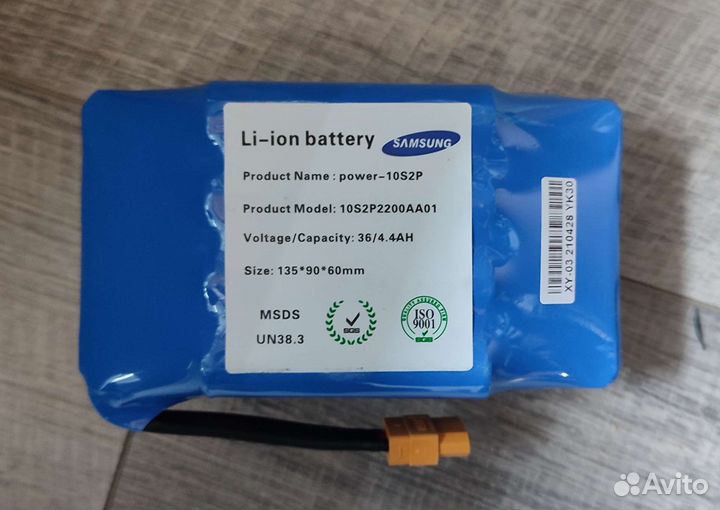 Li-ion battery SAMSUNG
Product Name : power-10S2P
Product Model: 10S2P2200AA01
Voltage/Capacity: 36/4.4AH
Size: 135*90*60mm
MSDS
UN38.3
SGS
ISO
9001
XY-03 210428 YK30
Avito